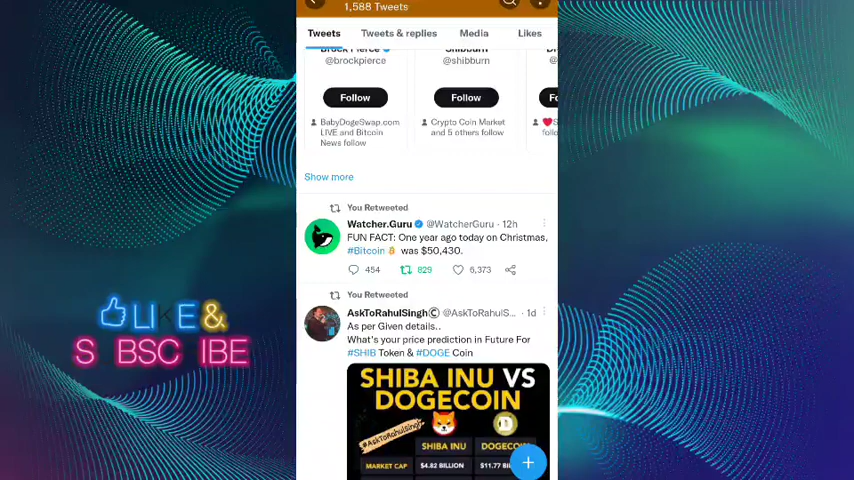 1,588 Tweets
Tweets Tweets & replies Media Likes
Brock Pierce
Shibburn
@brockpierce
@shibburn
Follow
Follow
BabyDogeSwap.com
LIVE and Bitcoin
News follow
Crypto Coin Market
and 5 others follow
Show more
You Retweeted
Watcher.Guru @WatcherGuru · 12h
FUN FACT: One year ago today on Christmas,
#Bitcoin was $50,430.
454 829 6,373
You Retweeted
AskToRahulSingh© @AskToRahulS... · 1d
As per Given details..
What's your price prediction in Future For
#SHIB Token & #DOGE Coin
SHIBA INU VS
DOGECOIN
#AskToRahulSingh
SHIBA INU DOGECOIN
MARKET CAP $4.82 BILLION $11.77
LIKE &
S BSC IBE